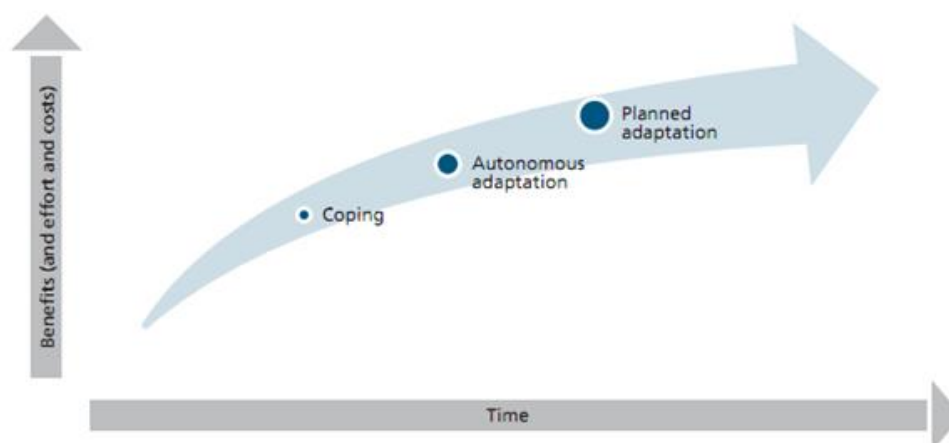 Benefits (and effort and costs)
Planned
adaptation
Autonomous
adaptation
Coping
Time